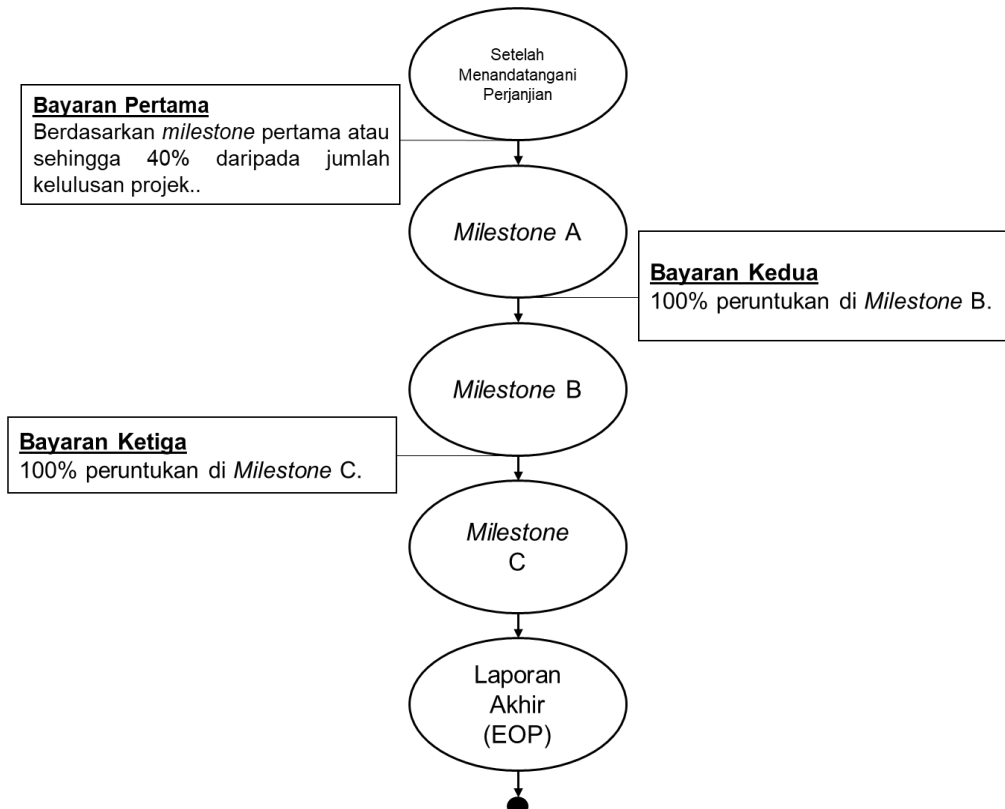 Setelah
Menandatangani
Perjanjian
Bayaran Pertama
Berdasarkan milestone pertama atau
sehingga 40% daripada jumlah
kelulusan projek..
Milestone A
Bayaran Kedua
100% peruntukan di Milestone B.
Milestone B
Bayaran Ketiga
100% peruntukan di Milestone C.
Milestone
C
Laporan
Akhir
(EOP)